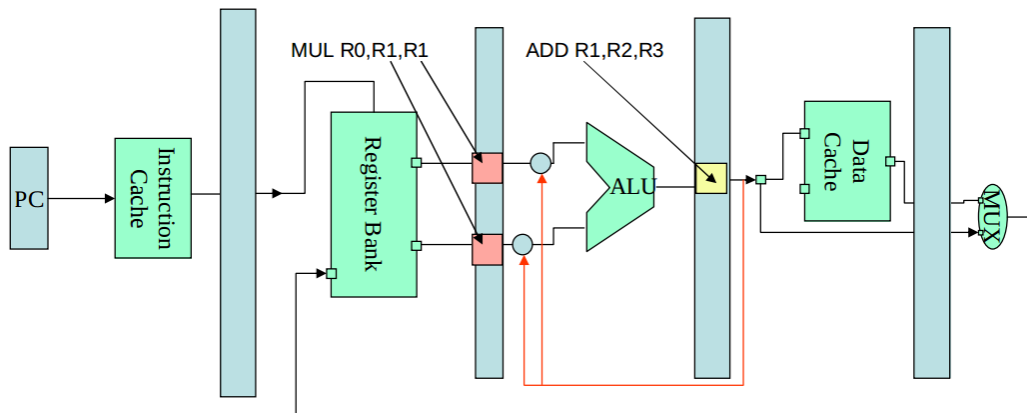 MUL R0,R1,R1
ADD R1,R2,R3
PC
Instruction
Cache
Register Bank
ALU
Data
Cache
MUX